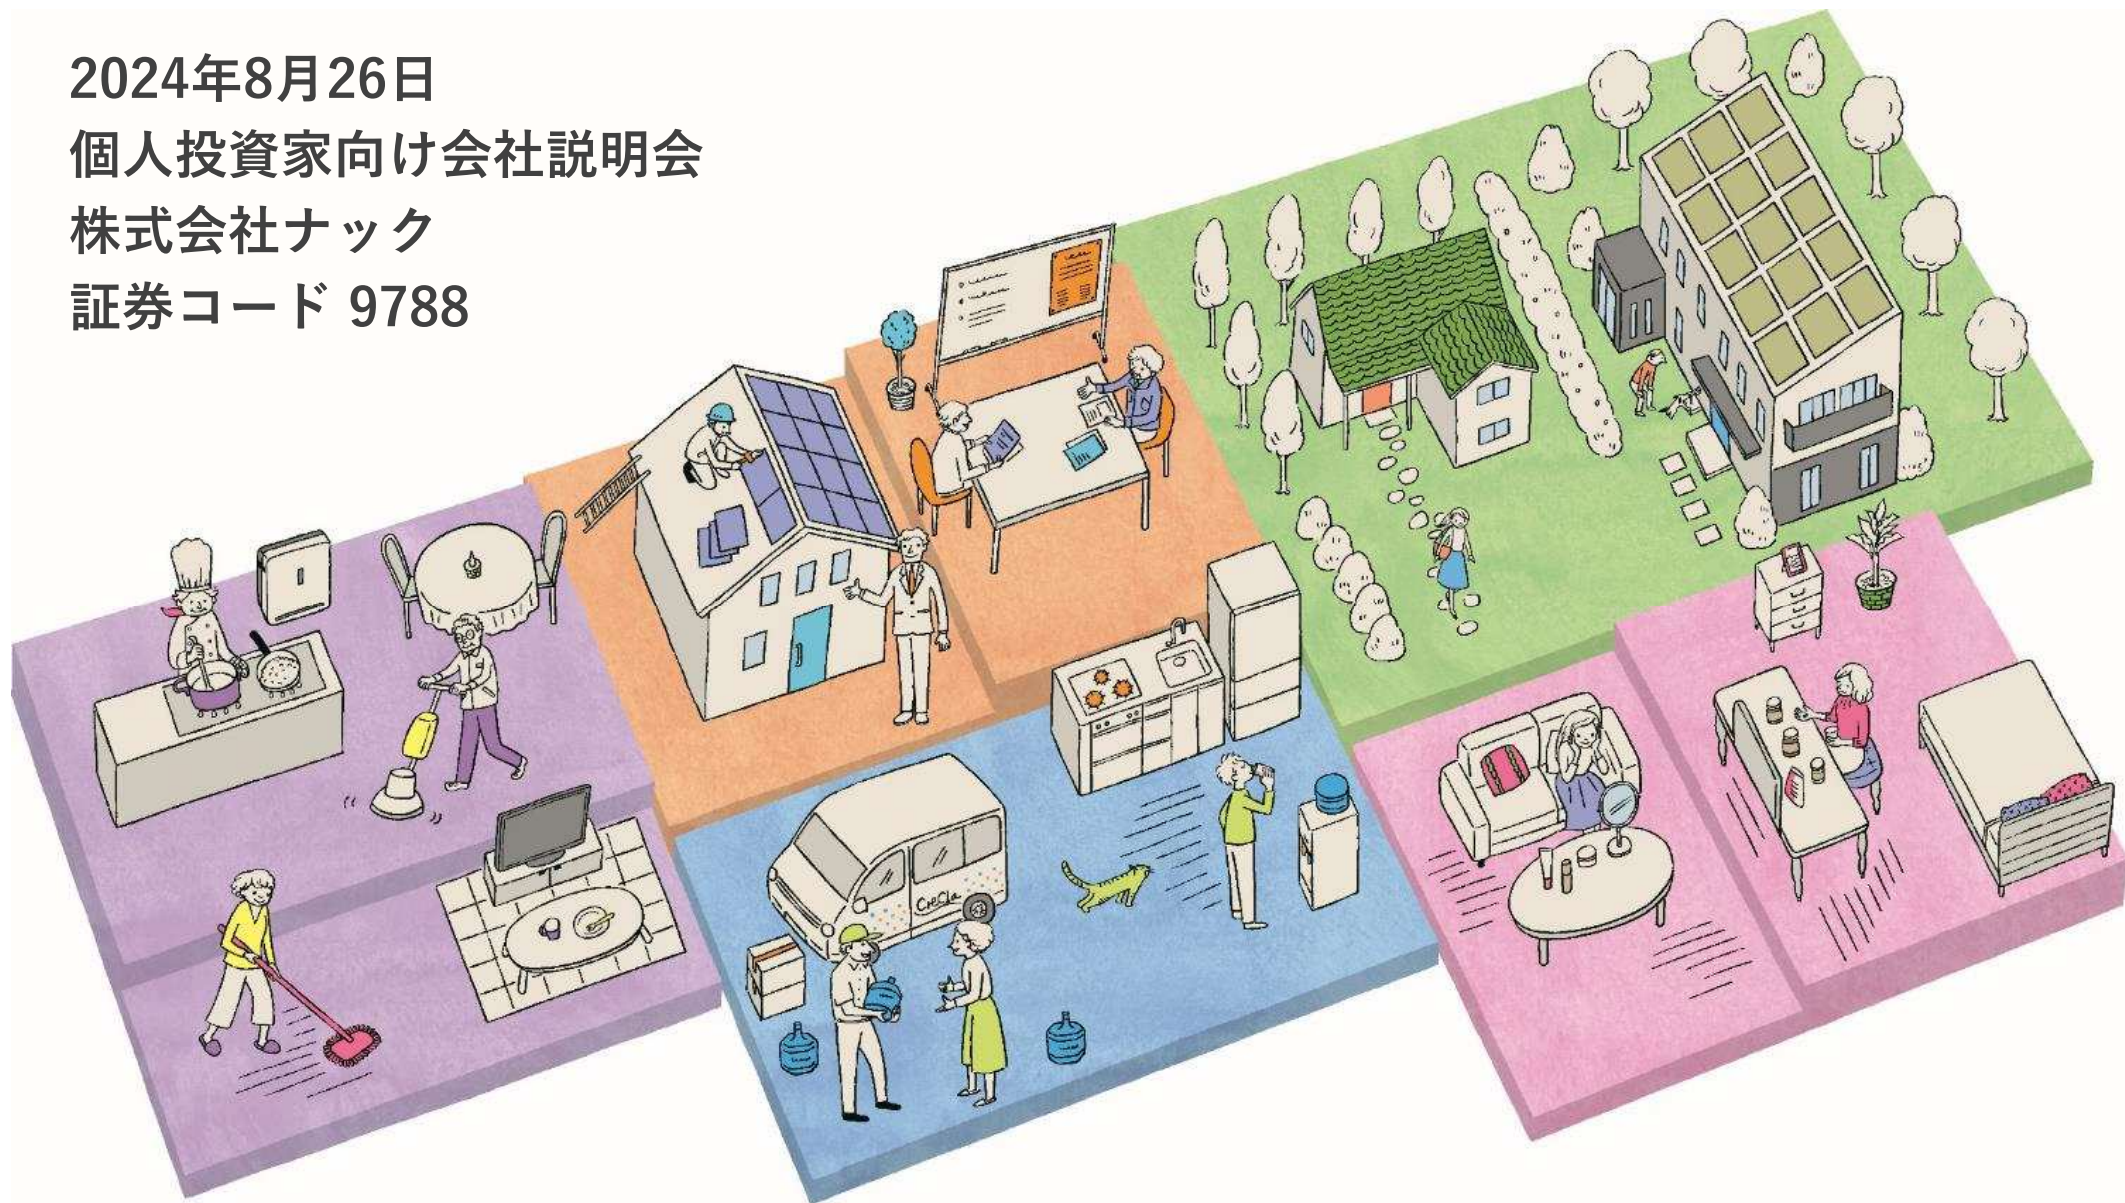 2024年8月26日
個人投資家向け会社説明会
株式会社ナック
証券コード 9788
CreCla